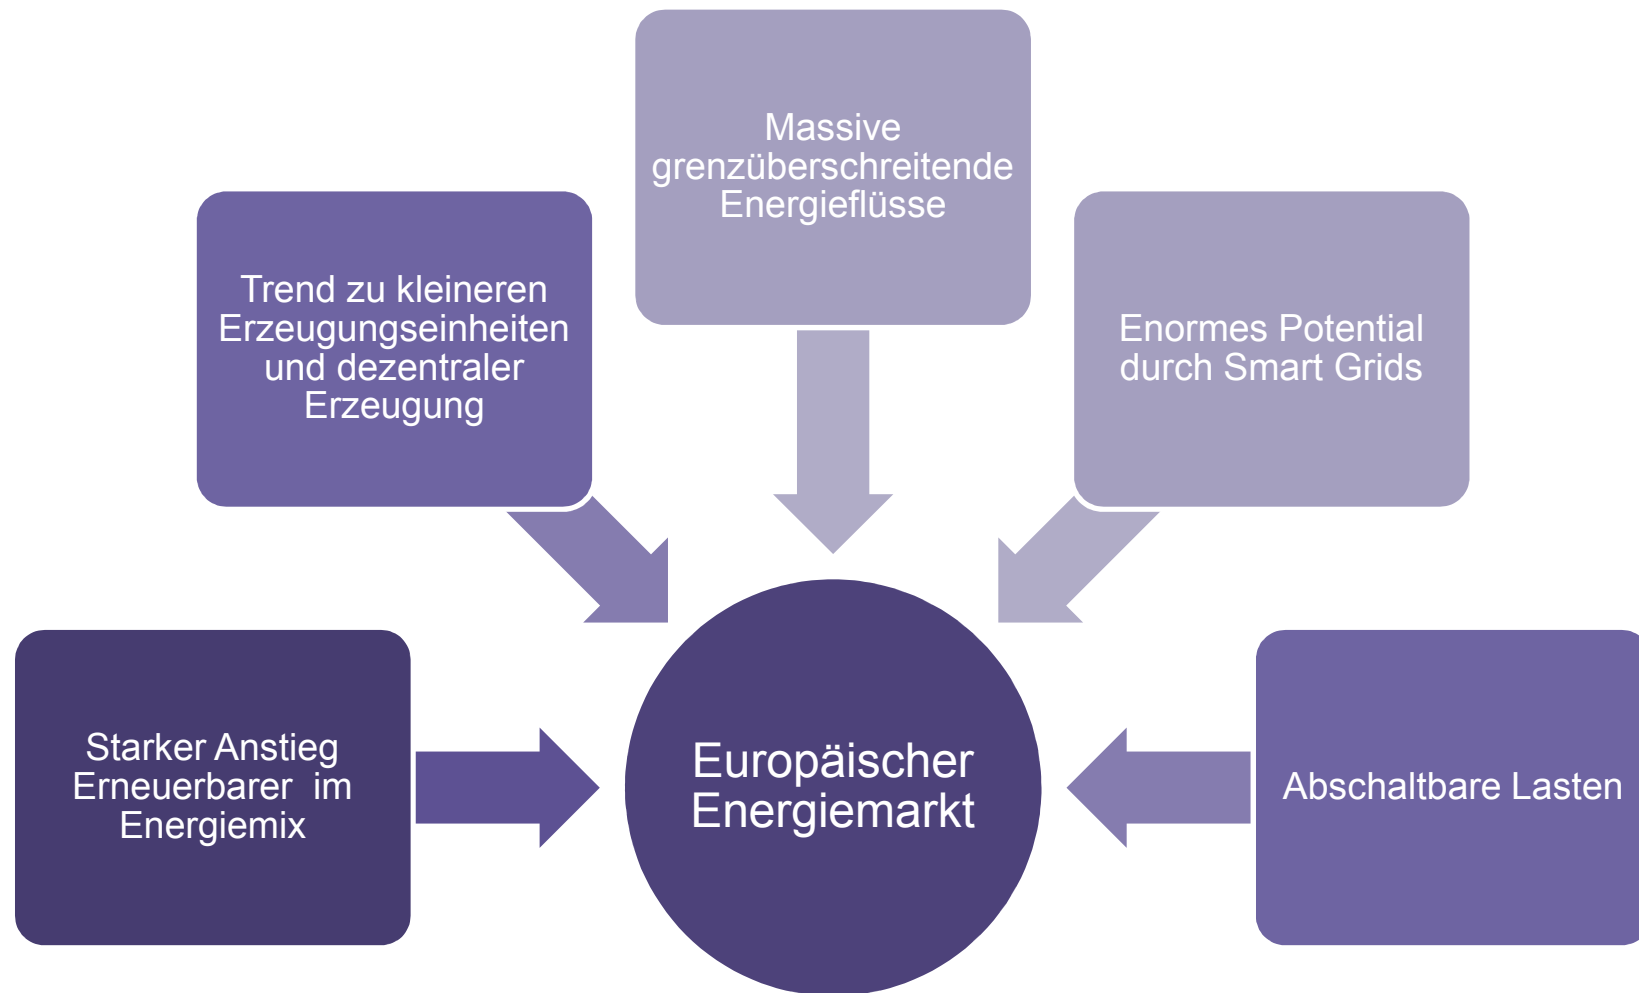 Massive
grenzüberschreitende
Energieflüsse
Trend zu kleineren
Erzeugungseinheiten
und dezentraler
Erzeugung
Enormes Potential
durch Smart Grids
Starker Anstieg
Erneuerbarer  im
Energiemix
Europäischer
Energiemarkt
Abschaltbare Lasten